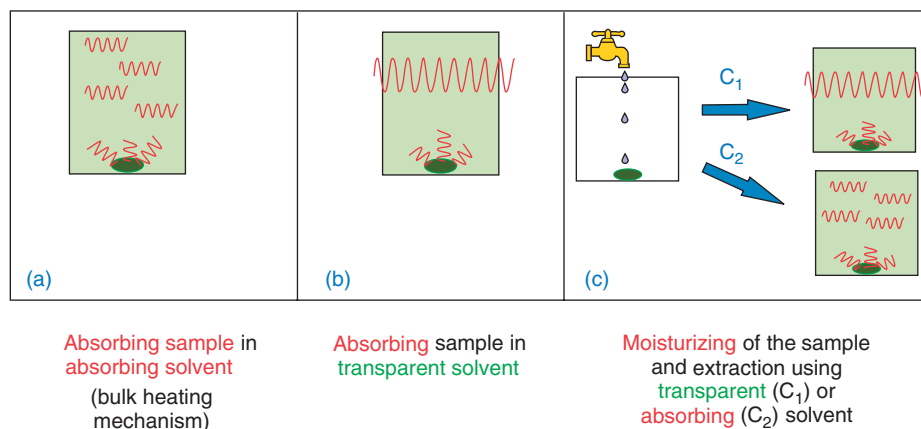 C₁
C₂
(a)
(b)
(c)
Absorbing sample in
absorbing solvent
(bulk heating
mechanism)
Absorbing sample in
transparent solvent
Moisturizing of the sample
and extraction using
transparent (C₁) or
absorbing (C₂) solvent